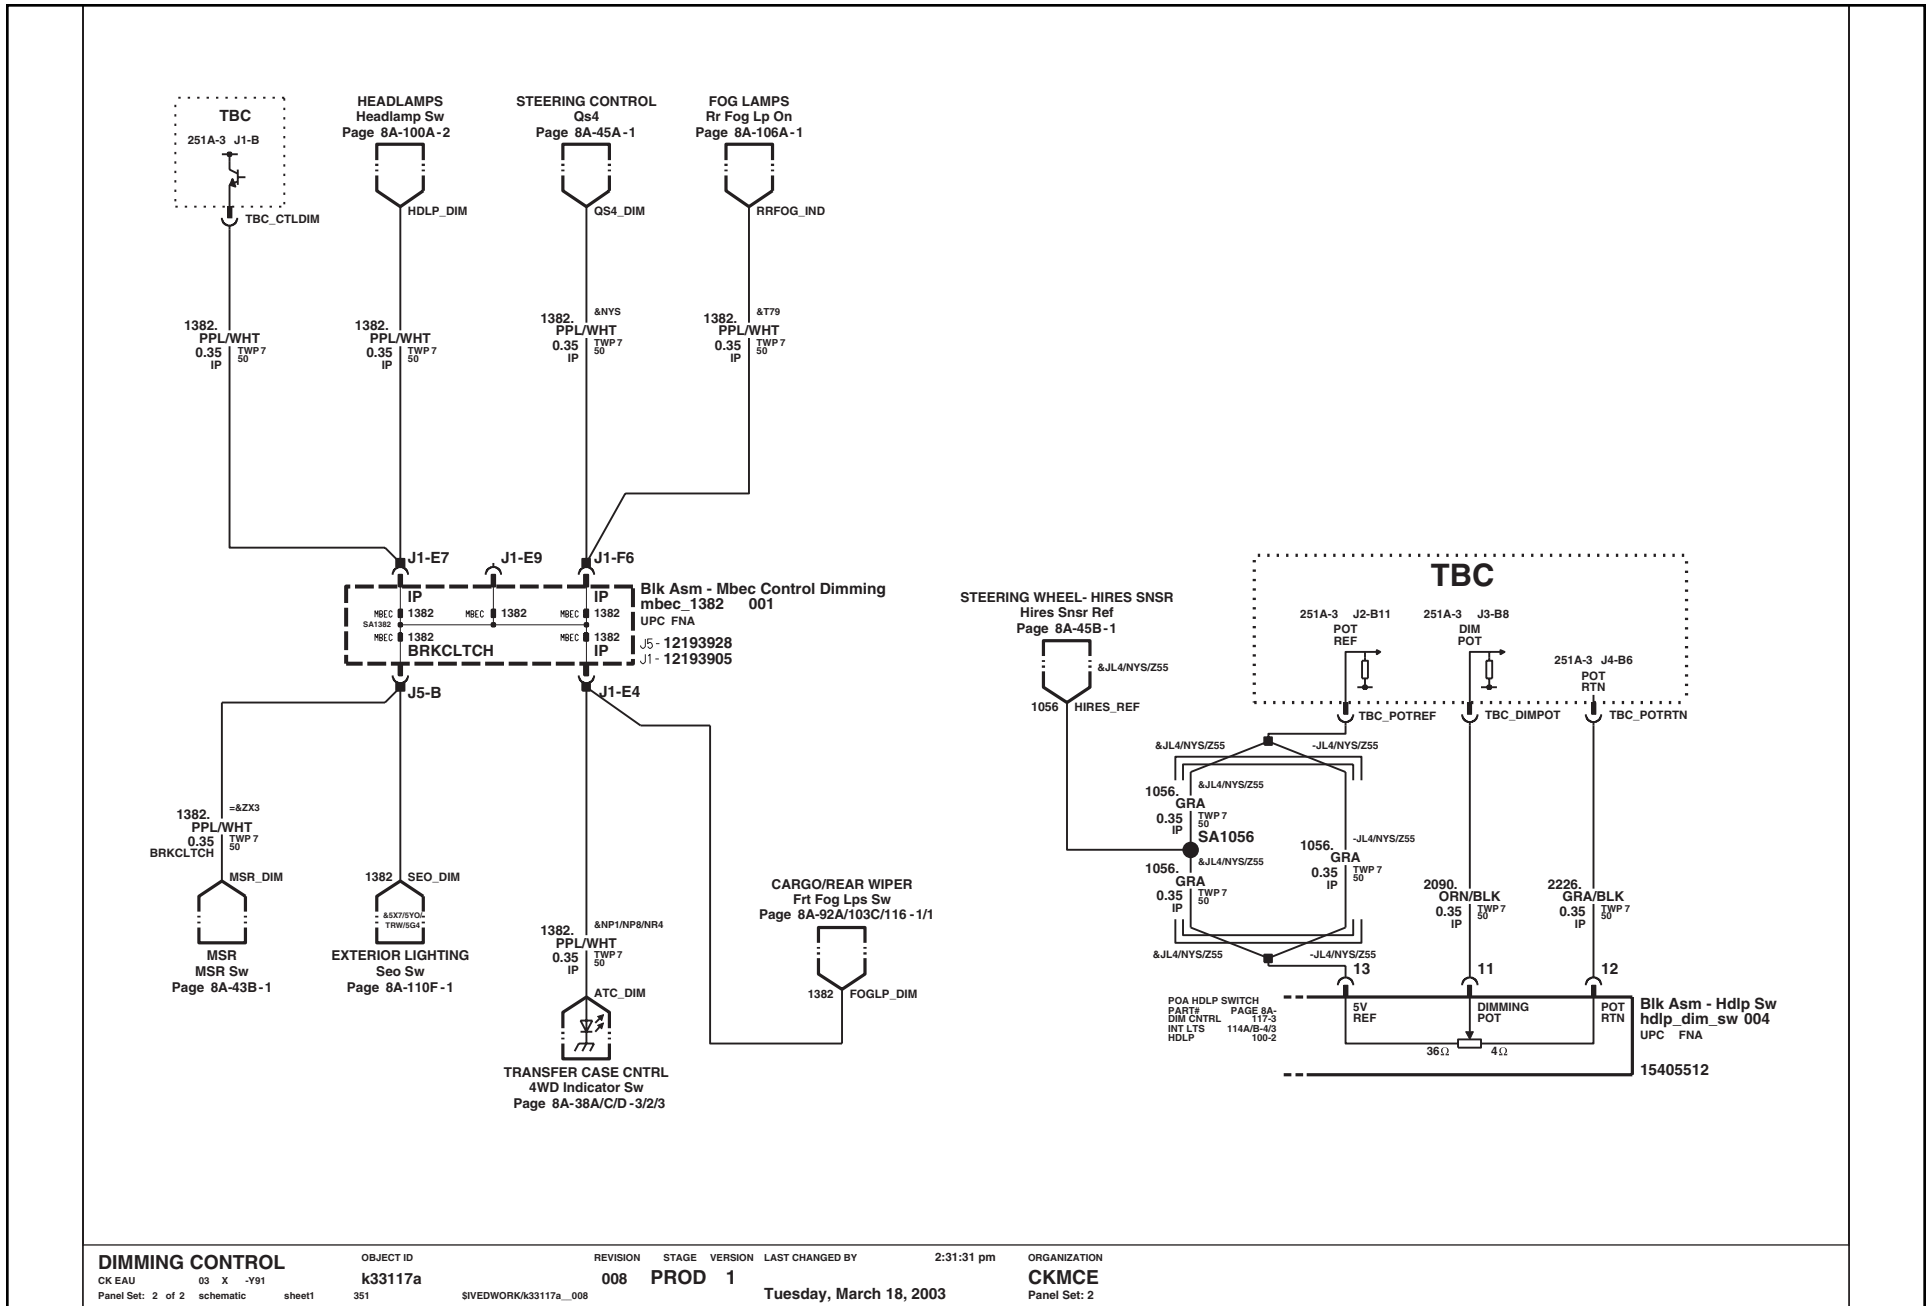 TBC
251A-3 J1-B
TBC_CTLDIM
HEADLAMPS
Headlamp Sw
Page 8A-100A-2
HDLP_DIM
STEERING CONTROL
Qs4
Page 8A-45A-1
QS4_DIM
FOG LAMPS
Rr Fog Lp On
Page 8A-106A-1
RRFOG_IND
1382.
PPL/WHT
0.35 TWP 7
50
IP
1382.
PPL/WHT
0.35 TWP 7
50
IP
&NYS
1382.
PPL/WHT
0.35 TWP 7
50
IP
&T79
1382.
PPL/WHT
0.35 TWP 7
50
IP
J1-E7
J1-E9
J1-F6
IP
IP
MBEC 1382
MBEC 1382
MBEC 1382
SA1382
MBEC 1382
MBEC 1382
BRKCLTCH
IP
Blk Asm - Mbec Control Dimming
mbec_1382 001
UPC FNA
J5 - 12193928
J1 - 12193905
J5-B
J1-E4
=&ZX3
1382.
PPL/WHT
0.35 TWP 7
50
BRKCLTCH
MSR_DIM
MSR
MSR Sw
Page 8A-43B-1
1382 SEO_DIM
&5X7/5YO/-
TRW/5G4
EXTERIOR LIGHTING
Seo Sw
Page 8A-110F-1
&NP1/NP8/NR4
1382.
PPL/WHT
0.35 TWP 7
50
IP
ATC_DIM
TRANSFER CASE CNTRL
4WD Indicator Sw
Page 8A-38A/C/D-3/2/3
CARGO/REAR WIPER
Frt Fog Lps Sw
Page 8A-92A/103C/116-1/1
1382 FOGLP_DIM
STEERING WHEEL- HIRES SNSR
Hires Snsr Ref
Page 8A-45B-1
&JL4/NYS/Z55
1056 HIRES_REF
TBC
251A-3 J2-B11
POT
REF
251A-3 J3-B8
DIM
POT
251A-3 J4-B6
POT
RTN
TBC_POTREF
TBC_DIMPOT
TBC_POTRTN
&JL4/NYS/Z55
-JL4/NYS/Z55
&JL4/NYS/Z55
1056.
GRA
0.35 TWP 7
50
IP
SA1056
&JL4/NYS/Z55
1056.
GRA
0.35 TWP 7
50
IP
-JL4/NYS/Z55
1056.
GRA
0.35 TWP 7
50
IP
2090.
ORN/BLK
0.35 TWP 7
50
IP
2226.
GRA/BLK
0.35 TWP 7
50
IP
&JL4/NYS/Z55
-JL4/NYS/Z55
13
11
12
POA HDLP SWITCH
PART# PAGE 8A-
DIM CNTRL 117-3
INT LTS 114A/B-4/3
HDLP 100-2
5V
REF
DIMMING
POT
POT
RTN
36Ω
4Ω
Blk Asm - Hdlp Sw
hdlp_dim_sw 004
UPC FNA
15405512
DIMMING CONTROL
CK EAU 03 X -Y91
Panel Set: 2 of 2 schematic sheet1
OBJECT ID
k33117a
351
$IVEDWORK/k33117a__008
REVISION STAGE VERSION LAST CHANGED BY 2:31:31 pm
008 PROD 1
Tuesday, March 18, 2003
ORGANIZATION
CKMCE
Panel Set: 2